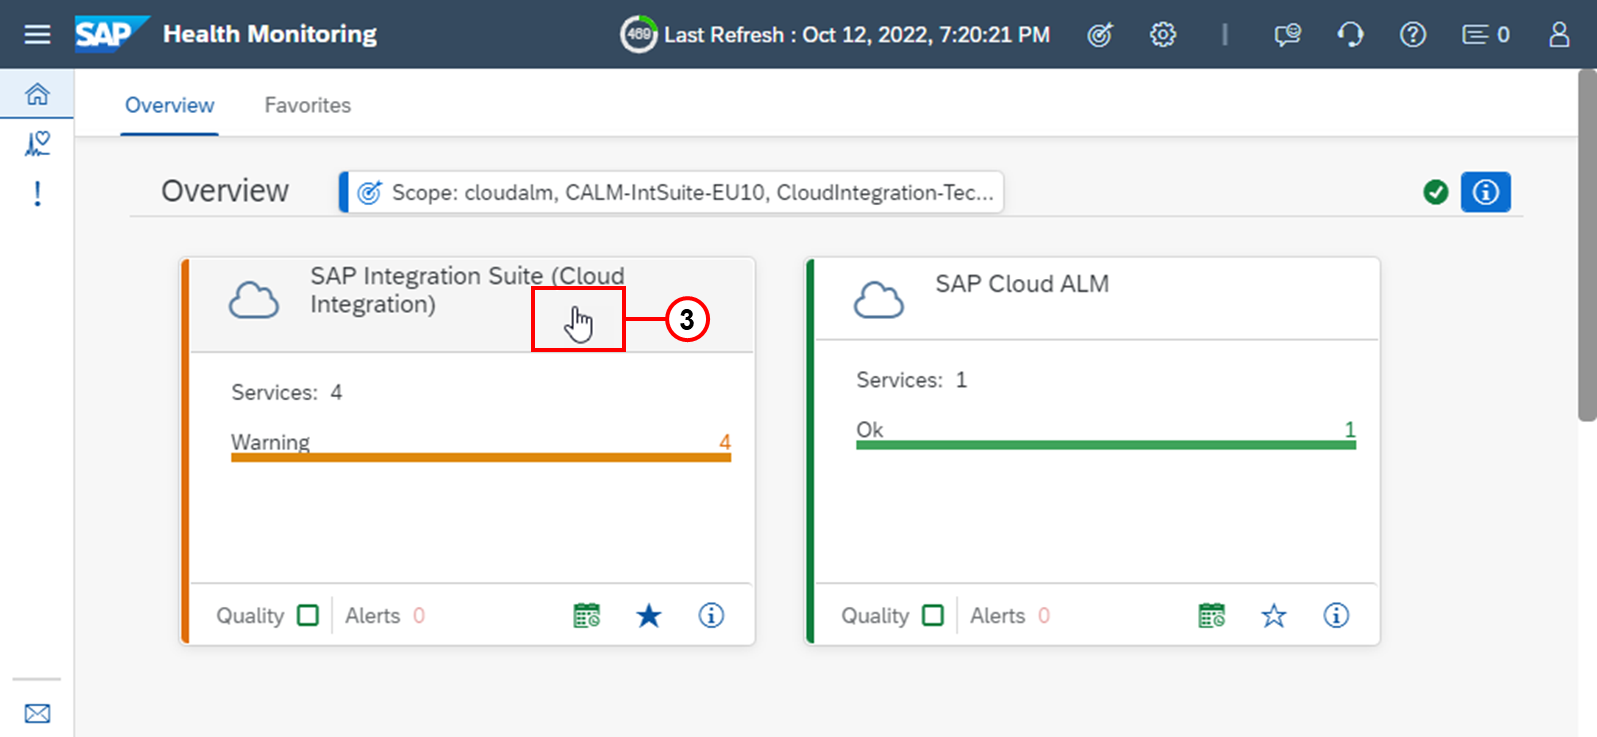 SAP Health Monitoring
469 Last Refresh : Oct 12, 2022, 7:20:21 PM
0
Overview Favorites
Overview
Scope: cloudalm, CALM-IntSuite-EU10, CloudIntegration-Tec...
SAP Integration Suite (Cloud
Integration)
3
Services: 4
Warning 4
Quality Alerts 0
SAP Cloud ALM
Services: 1
Ok 1
Quality Alerts 0